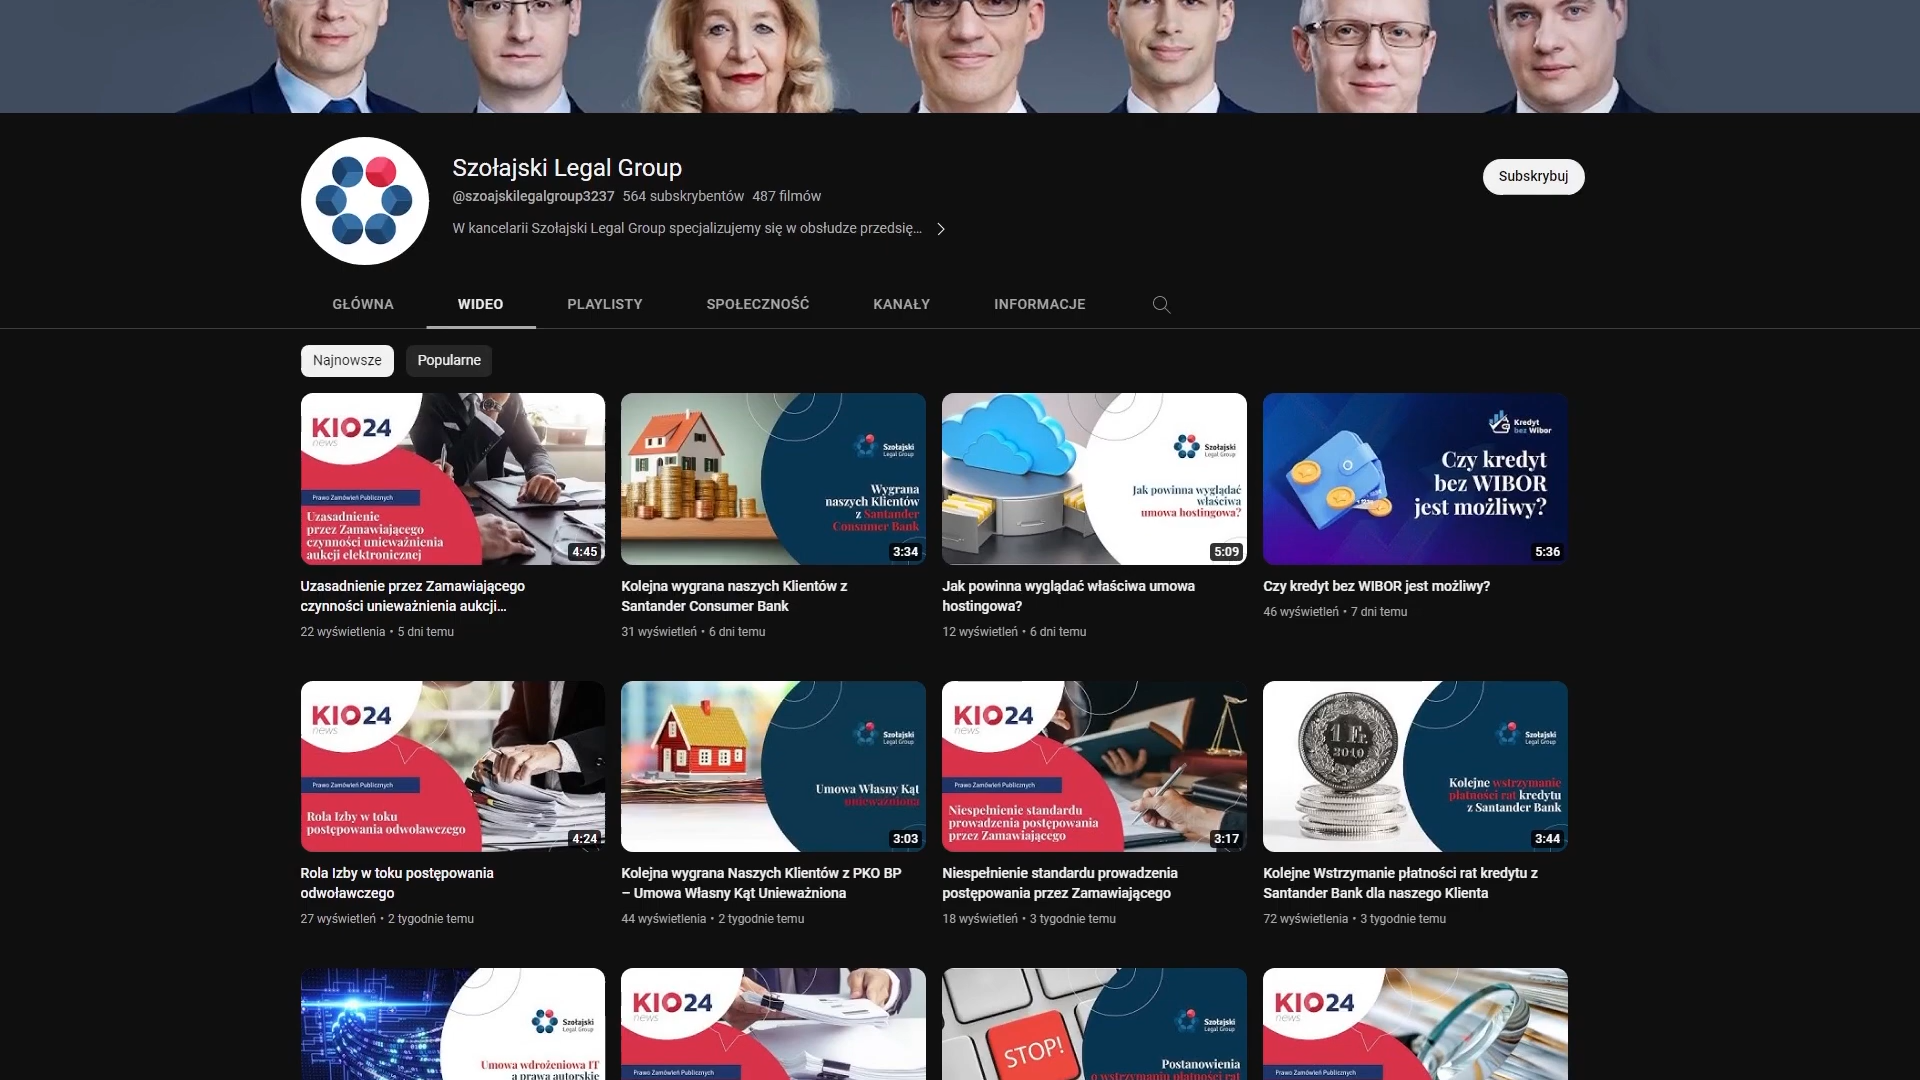 Szołajski Legal Group
@szoajskilegalgroup3237 564 subskrybentów 487 filmów
W kancelarii Szołajski Legal Group specjalizujemy się w obsłudze przedsię...
Subskrybuj
GŁÓWNA WIDEO PLAYLISTY SPOŁECZNOŚĆ KANAŁY INFORMACJE
Najnowsze Popularne
KIO24
news
Prawo Zamówień Publicznych
Uzasadnienie
przez Zamawiającego
czynności unieważnienia
aukcji elektronicznej
4:45
Uzasadnienie przez Zamawiającego
czynności unieważnienia aukcji...
22 wyświetlenia • 5 dni temu
Szołajski
Legal Group
Wygrana
naszych Klientów
z Santander
Consumer Bank
3:34
Kolejna wygrana naszych Klientów z
Santander Consumer Bank
31 wyświetleń • 6 dni temu
Szołajski
Legal Group
Jak powinna wyglądać
właściwa
umowa hostingowa?
5:09
Jak powinna wyglądać właściwa umowa
hostingowa?
12 wyświetleń • 6 dni temu
Kredyt
bez Wibor
Czy kredyt
bez WIBOR
jest możliwy?
5:36
Czy kredyt bez WIBOR jest możliwy?
46 wyświetleń • 7 dni temu
KIO24
news
Prawo Zamówień Publicznych
Rola Izby w toku
postępowania odwoławczego
4:24
Rola Izby w toku postępowania
odwoławczego
27 wyświetleń • 2 tygodnie temu
Szołajski
Legal Group
Umowa Własny Kąt
unieważniona
3:03
Kolejna wygrana Naszych Klientów z PKO BP
– Umowa Własny Kąt Unieważniona
44 wyświetlenia • 2 tygodnie temu
KIO24
news
Prawo Zamówień Publicznych
Niespełnienie standardu
prowadzenia postępowania
przez Zamawiającego
3:17
Niespełnienie standardu prowadzenia
postępowania przez Zamawiającego
18 wyświetleń • 3 tygodnie temu
1 Fr.
2010
Szołajski
Legal Group
Kolejne wstrzymanie
płatności rat kredytu
z Santander Bank
3:44
Kolejne Wstrzymanie płatności rat kredytu z
Santander Bank dla naszego Klienta
72 wyświetlenia • 3 tygodnie temu
Szołajski
Legal Group
Umowa wdrożeniowa IT
a prawa autorskie
KIO24
news
Prawo Zamówień Publicznych
STOP!
Szołajski
Legal Group
Postanowienia
o wstrzymaniu płatności rat
KIO24
news
Prawo Zamówień Publicznych